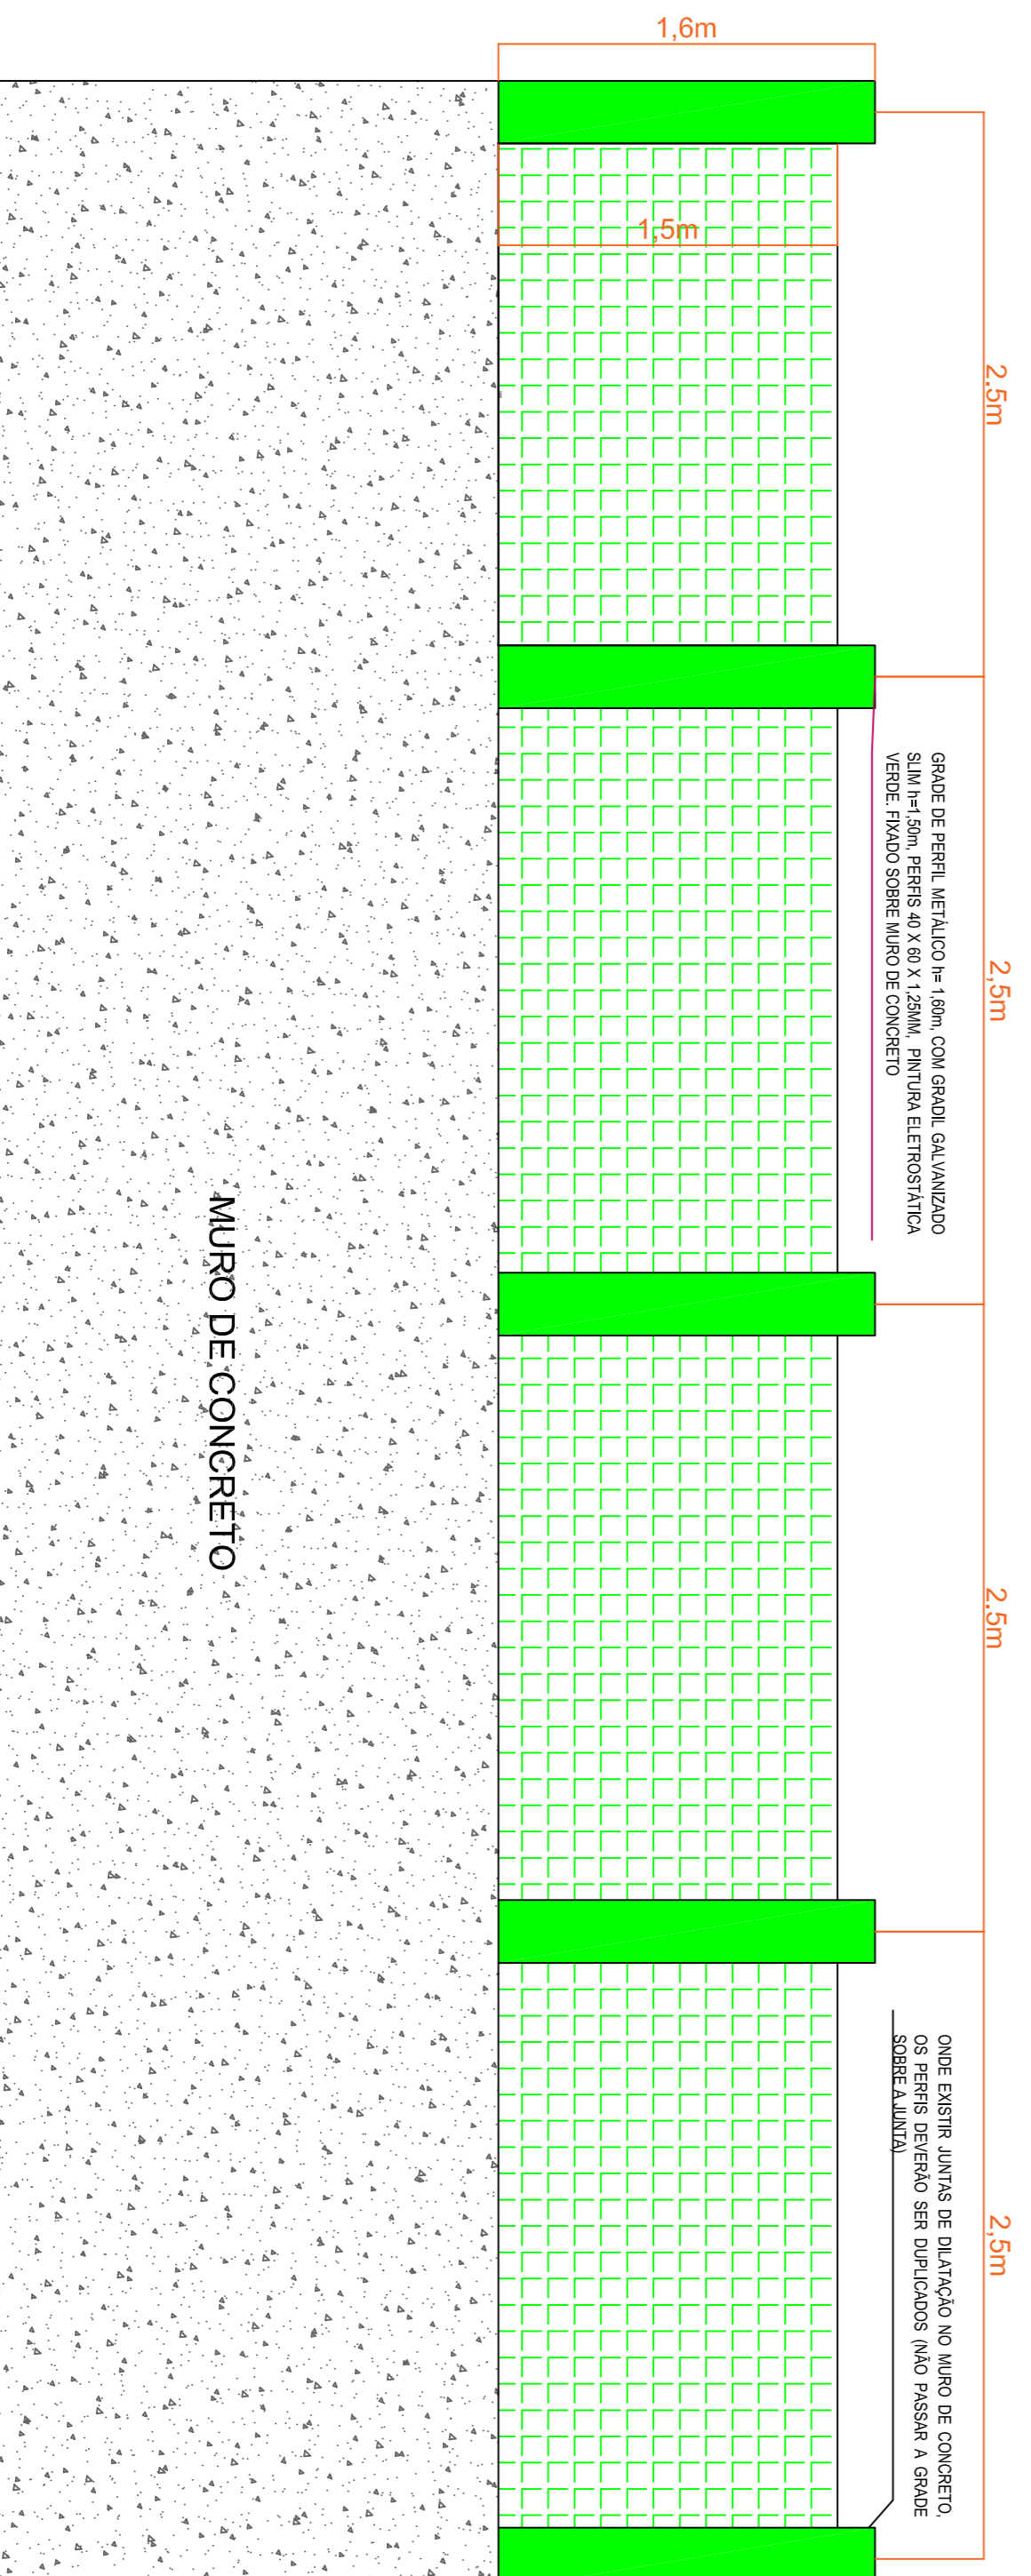 1,6m
1,5m
2,5m
2,5m
2,5m
2,5m
GRADE DE PERFIL METÁLICO h= 1,60m, COM GRADIL GALVANIZADO
SLIM h=1,50m, PERFIS 40 X 60 X 1,25MM, PINTURA ELETROSTÁTICA
VERDE. FIXADO SOBRE MURO DE CONCRETO
ONDE EXISTIR JUNTAS DE DILATAÇÃO NO MURO DE CONCRETO,
OS PERFIS DEVERÃO SER DUPLICADOS (NÃO PASSAR A GRADE
SOBRE A JUNTA)
MURO DE CONCRETO